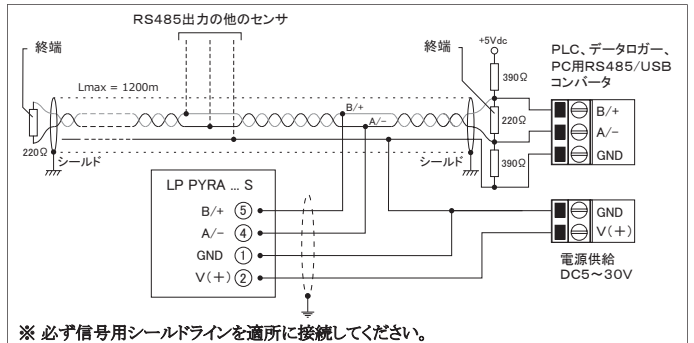 RS485出力の他のセンサ
終端
Lmax = 1200m
220Ω
シールド
B/+
A/-
終端
+5Vdc
390Ω
220Ω
390Ω
シールド
PLC、データロガー、
PC用RS485/USB
コンバータ
B/+
A/-
GND
LP PYRA ... S
B/+ ⑤
A/- ④
GND ①
V(+) ②
GND
V(+)
電源供給
DC5〜30V
※ 必ず信号用シールドラインを適所に接続してください。